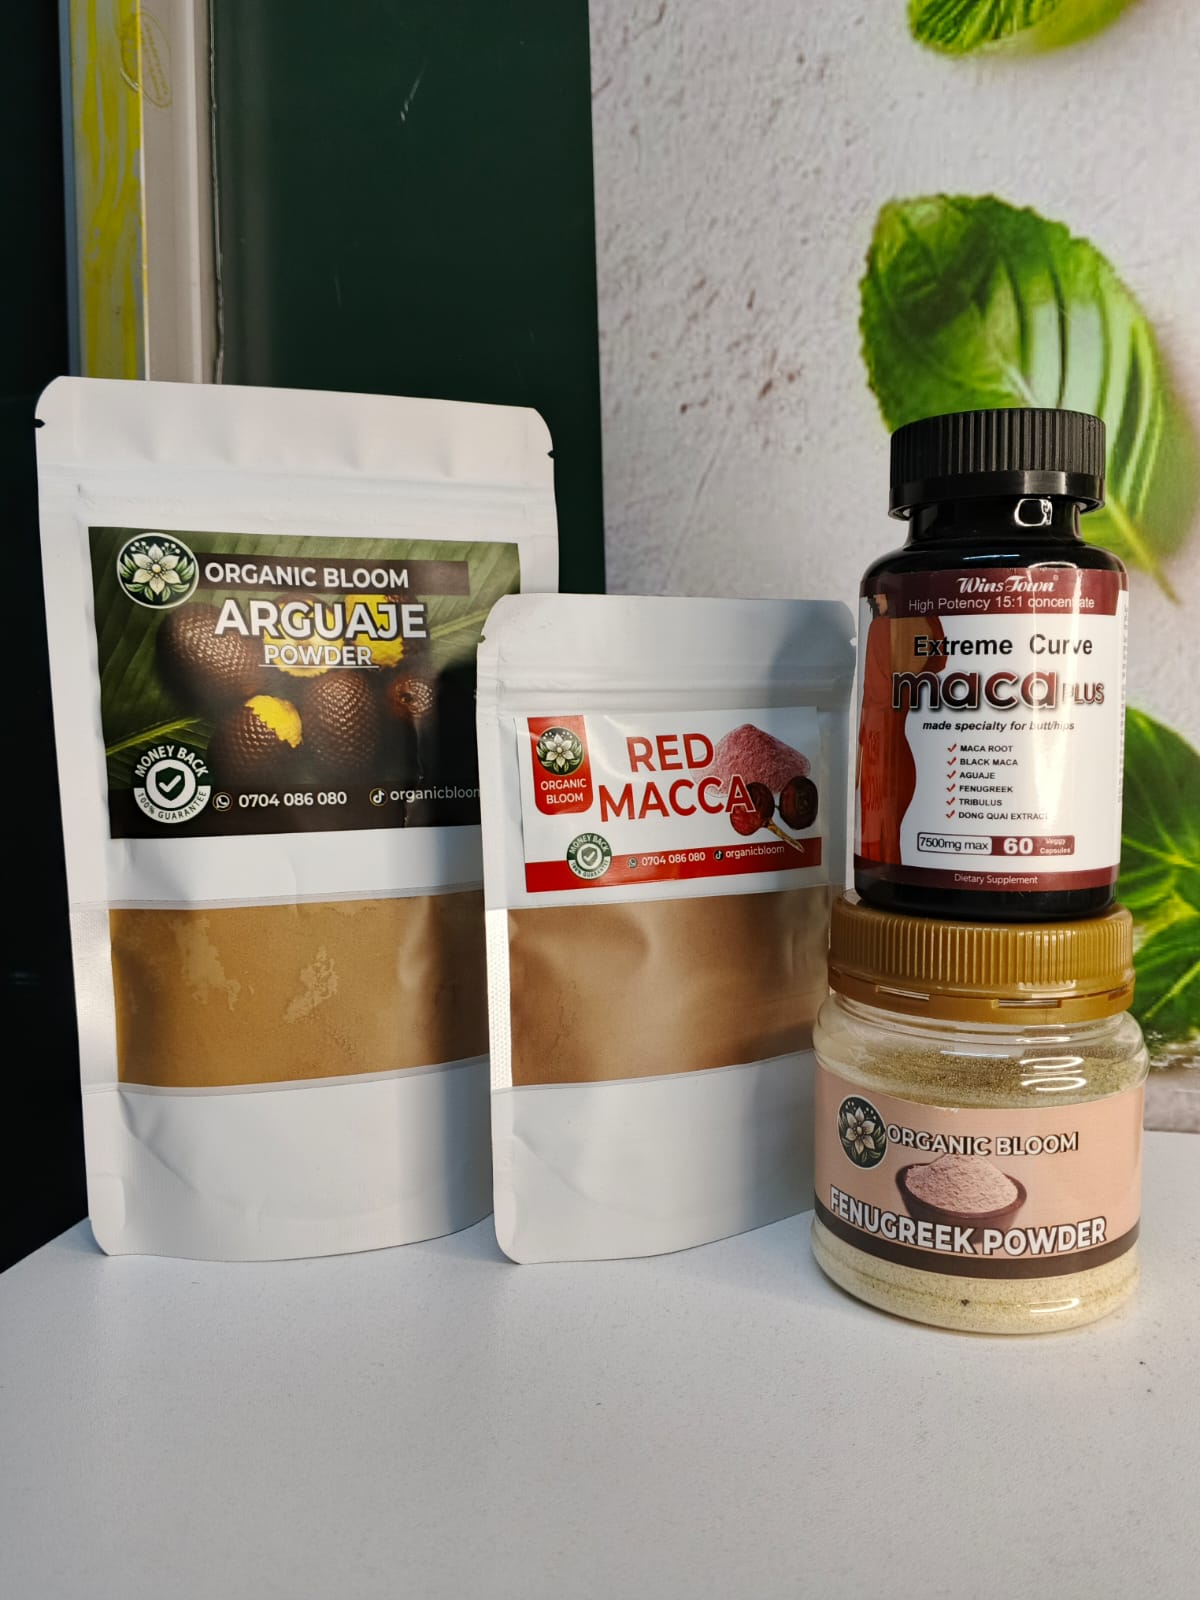 ORGANIC BLOOM
ARGUAJE
POWDER
MONEY BACK
100% GUARANTEE
0704 086 080
organicbloom
ORGANIC
BLOOM
RED
MACCA
MONEY BACK
100% GUARANTEE
0704 086 080
organicbloom
Wins Town
High Potency 15:1 concentrate
Extreme Curve
maca PLUS
made specialty for butt/hips
MACA ROOT
BLACK MACA
AGUAJE
FENUGREEK
TRIBULUS
DONG QUAI EXTRACT
7500mg max 60 Veggy Capsules
Dietary Supplement
ORGANIC BLOOM
FENUGREEK POWDER